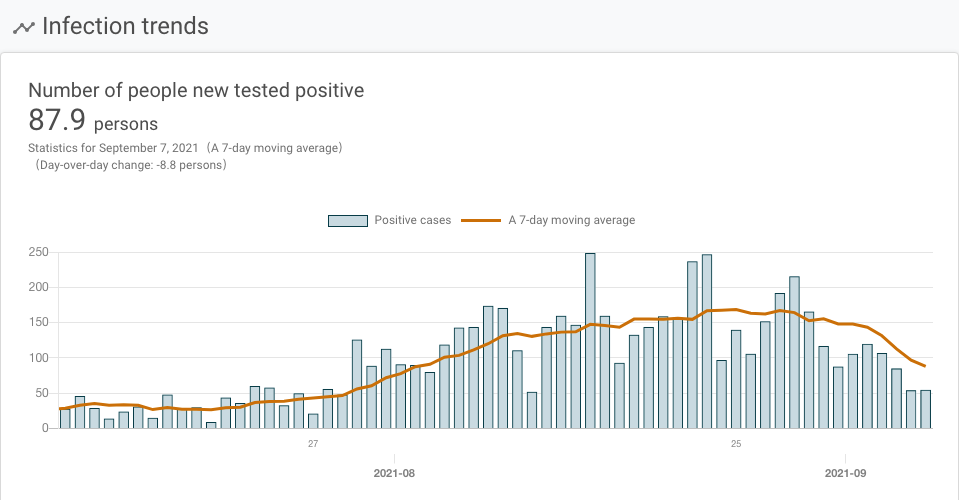 Infection trends
Number of people new tested positive
87.9 persons
Statistics for September 7, 2021 (A 7-day moving average)
(Day-over-day change: -8.8 persons)
Positive cases A 7-day moving average
250
200
150
100
50
0
27 25
2021-08 2021-09